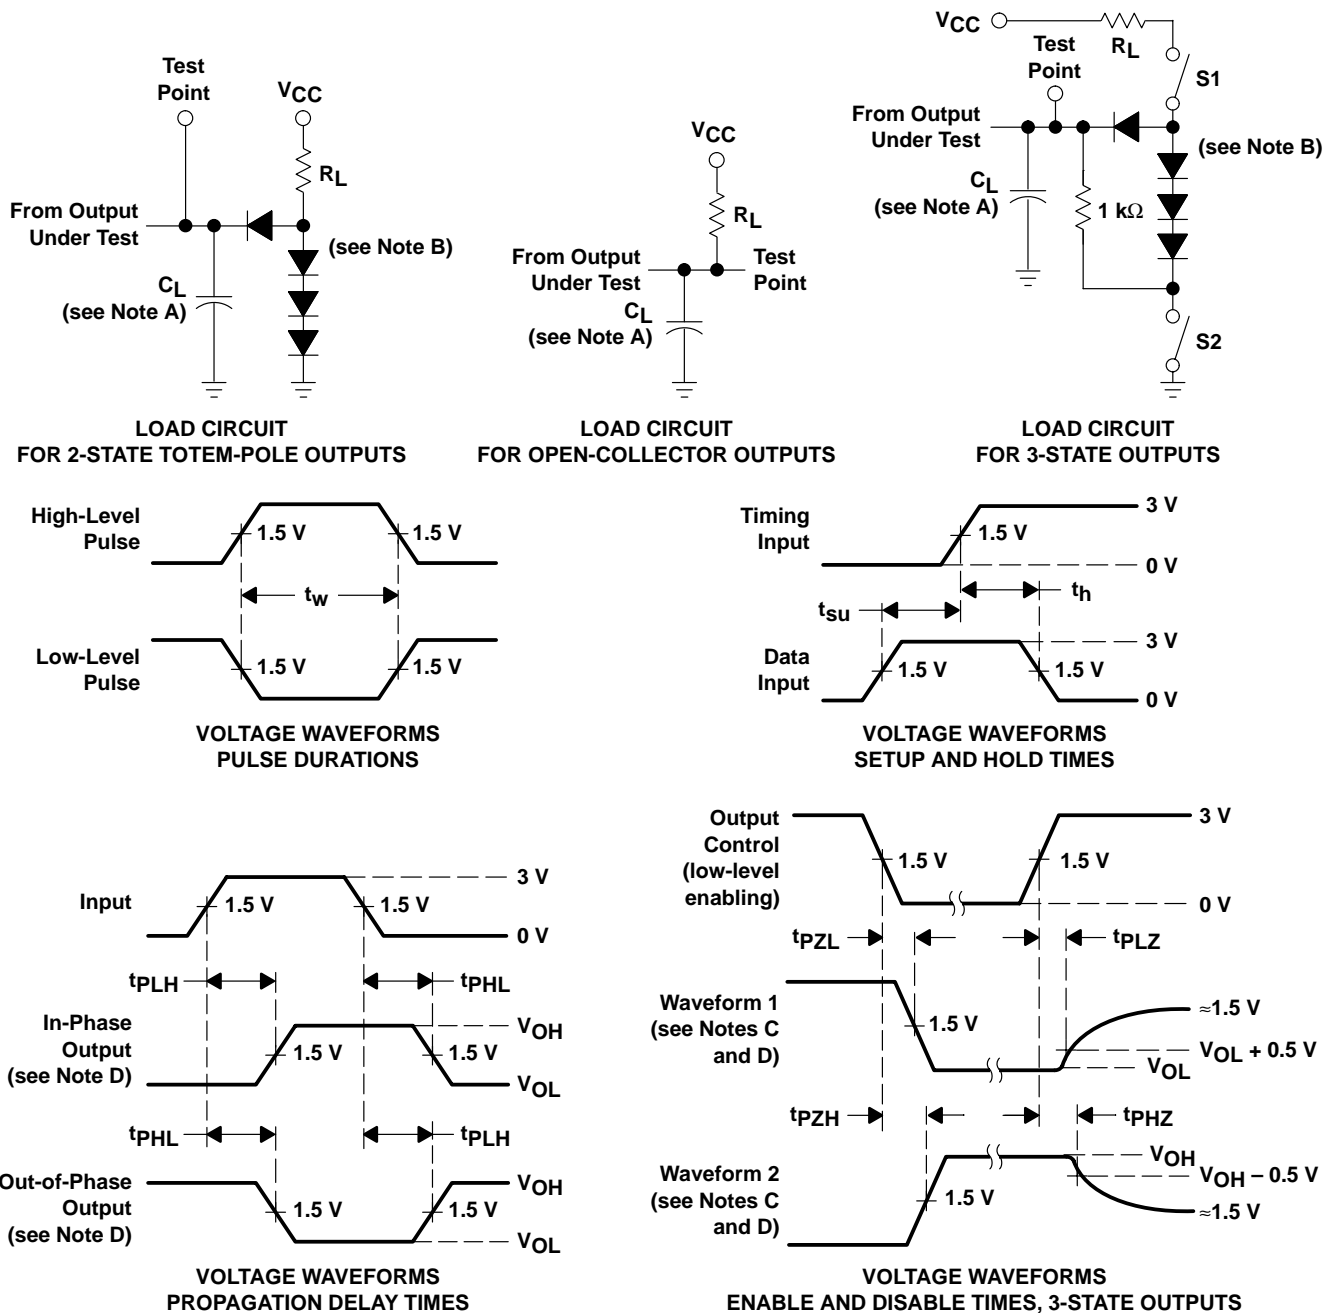 Test
Point
VCC
RL
From Output
Under Test
(see Note B)
CL
(see Note A)
LOAD CIRCUIT
FOR 2-STATE TOTEM-POLE OUTPUTS
VCC
RL
From Output
Under Test
Test
Point
CL
(see Note A)
LOAD CIRCUIT
FOR OPEN-COLLECTOR OUTPUTS
VCC
RL
Test
Point
S1
From Output
Under Test
(see Note B)
CL
(see Note A)
1 kΩ
S2
LOAD CIRCUIT
FOR 3-STATE OUTPUTS
High-Level
Pulse
1.5 V
1.5 V
tw
Low-Level
Pulse
1.5 V
1.5 V
VOLTAGE WAVEFORMS
PULSE DURATIONS
Timing
Input
1.5 V
3 V
0 V
th
tsu
Data
Input
1.5 V
1.5 V
3 V
0 V
VOLTAGE WAVEFORMS
SETUP AND HOLD TIMES
Input
1.5 V
1.5 V
3 V
0 V
tPLH
tPHL
In-Phase
Output
(see Note D)
1.5 V
1.5 V
VOH
VOL
tPHL
tPLH
Out-of-Phase
Output
(see Note D)
1.5 V
1.5 V
VOH
VOL
VOLTAGE WAVEFORMS
PROPAGATION DELAY TIMES
Output
Control
(low-level
enabling)
1.5 V
1.5 V
3 V
0 V
tPZL
tPLZ
Waveform 1
(see Notes C
and D)
1.5 V
≈1.5 V
VOL + 0.5 V
VOL
tPZH
tPHZ
Waveform 2
(see Notes C
and D)
1.5 V
VOH
VOH – 0.5 V
≈1.5 V
VOLTAGE WAVEFORMS
ENABLE AND DISABLE TIMES, 3-STATE OUTPUTS